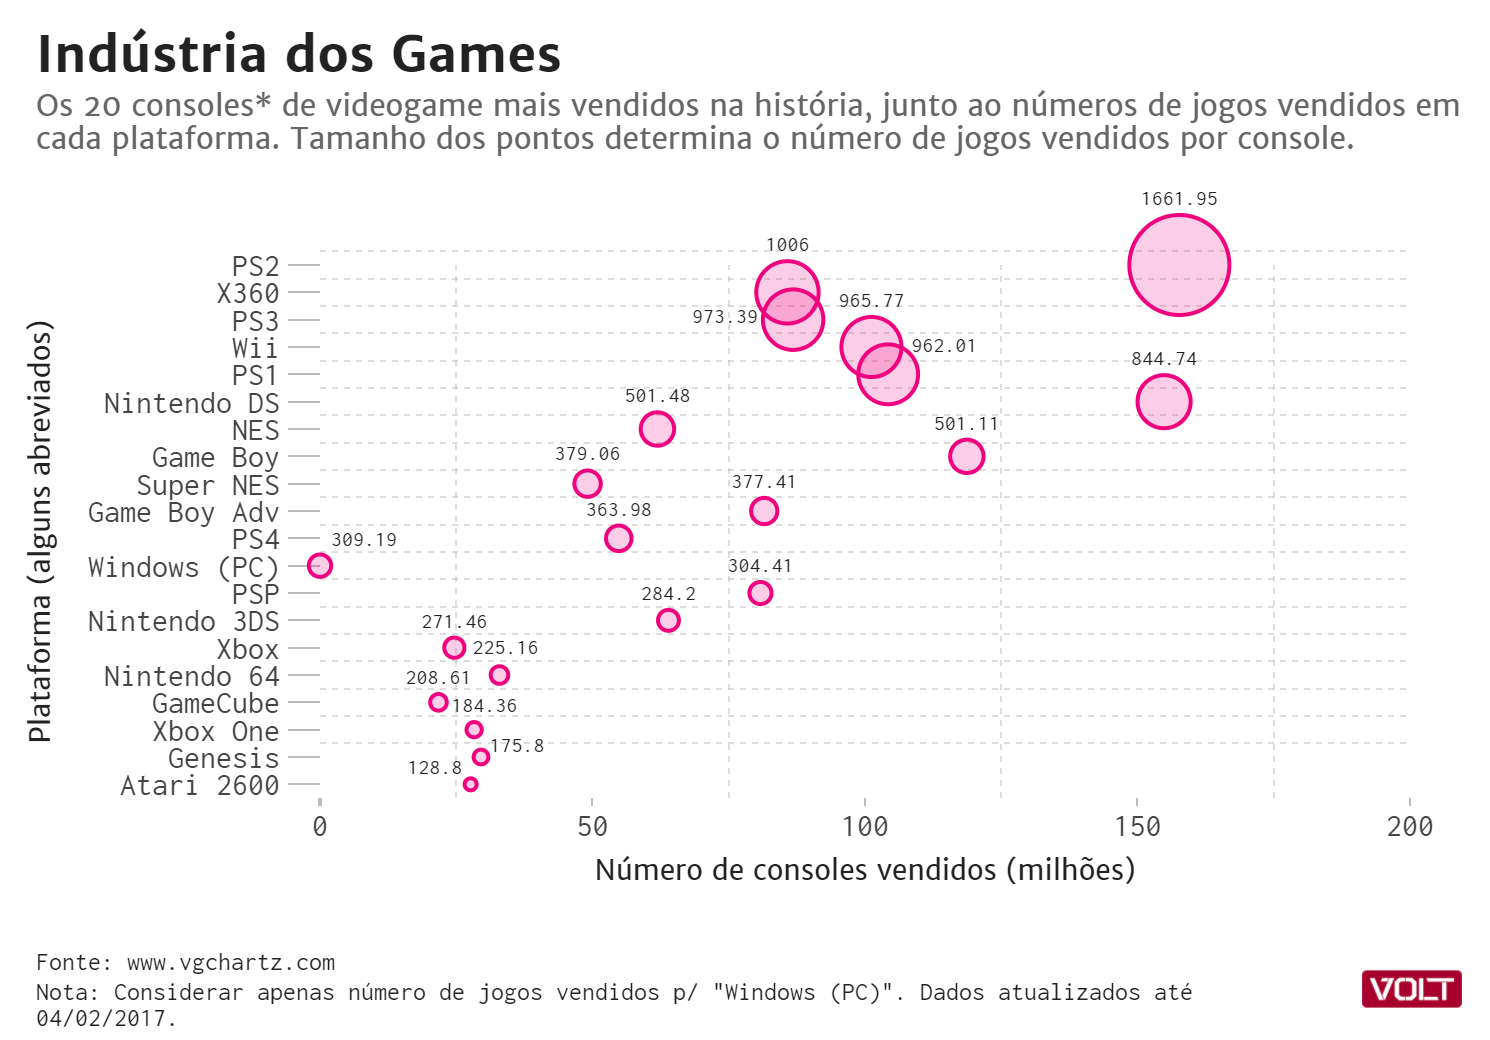 Indústria dos Games
Os 20 consoles* de videogame mais vendidos na história, junto ao números de jogos vendidos em
cada plataforma. Tamanho dos pontos determina o número de jogos vendidos por console.
Plataforma (alguns abreviados)
1661.95
1006
PS2
X360
965.77
PS3
973.39
Wii
962.01
PS1
844.74
Nintendo DS
501.48
NES
501.11
Game Boy
379.06
Super NES
377.41
Game Boy Adv
363.98
PS4
309.19
Windows (PC)
304.41
PSP
284.2
Nintendo 3DS
271.46
Xbox
225.16
Nintendo 64
208.61
GameCube
184.36
Xbox One
175.8
Genesis
128.8
Atari 2600
0 50 100 150 200
Número de consoles vendidos (milhões)
Fonte: www.vgchartz.com
Nota: Considerar apenas número de jogos vendidos p/ "Windows (PC)". Dados atualizados até
04/02/2017.
VOLT